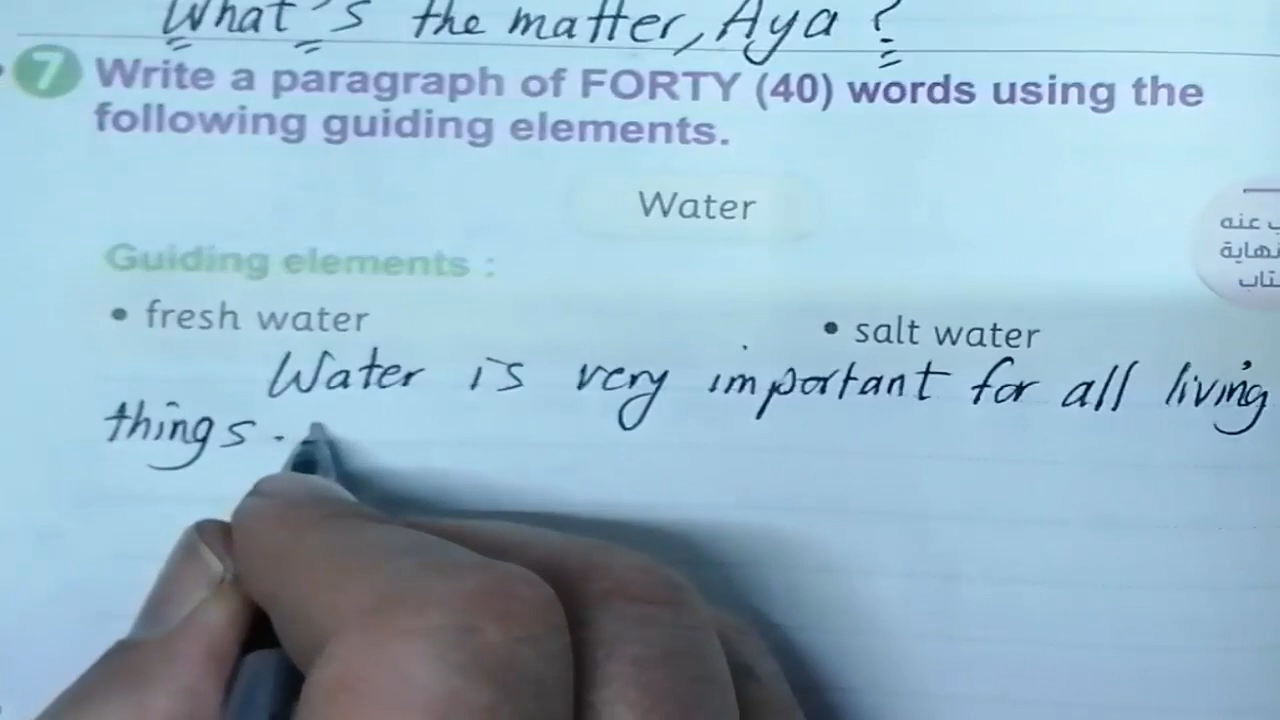 What's the matter, Aya?
7 Write a paragraph of FORTY (40) words using the
following guiding elements.
Water
Guiding elements :
• fresh water • salt water
Water is very important for all living
things.